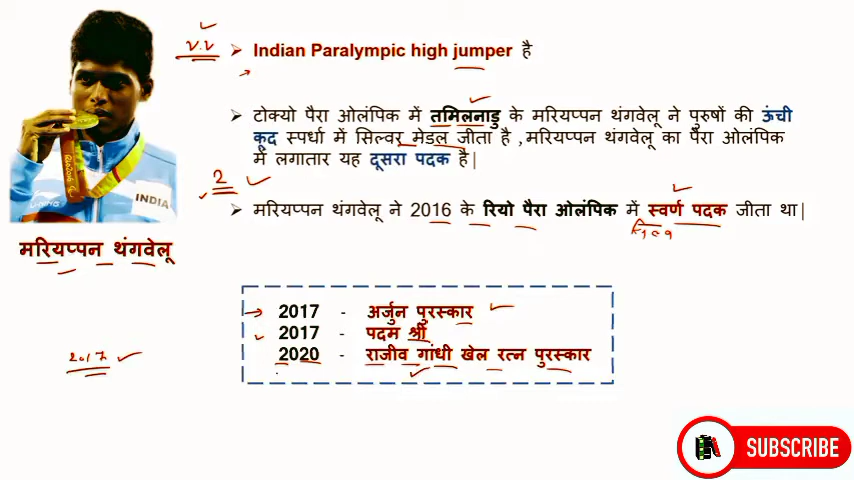 v.v
Indian Paralympic high jumper है
टोक्यो पैरा ओलंपिक में तमिलनाडु के मरियप्पन थंगवेलू ने पुरुषों की ऊंची
कूद स्पर्धा में सिल्वर मेडल जीता है ,मरियप्पन थंगवेलू का पैरा ओलंपिक
में लगातार यह दूसरा पदक है|
2
मरियप्पन थंगवेलू ने 2016 के रियो पैरा ओलंपिक में स्वर्ण पदक जीता था|
INDIA
मरियप्पन थंगवेलू
2017 - अर्जुन पुरस्कार
2017 - पदम श्री
2020 - राजीव गांधी खेल रत्न पुरस्कार
2017
SUBSCRIBE